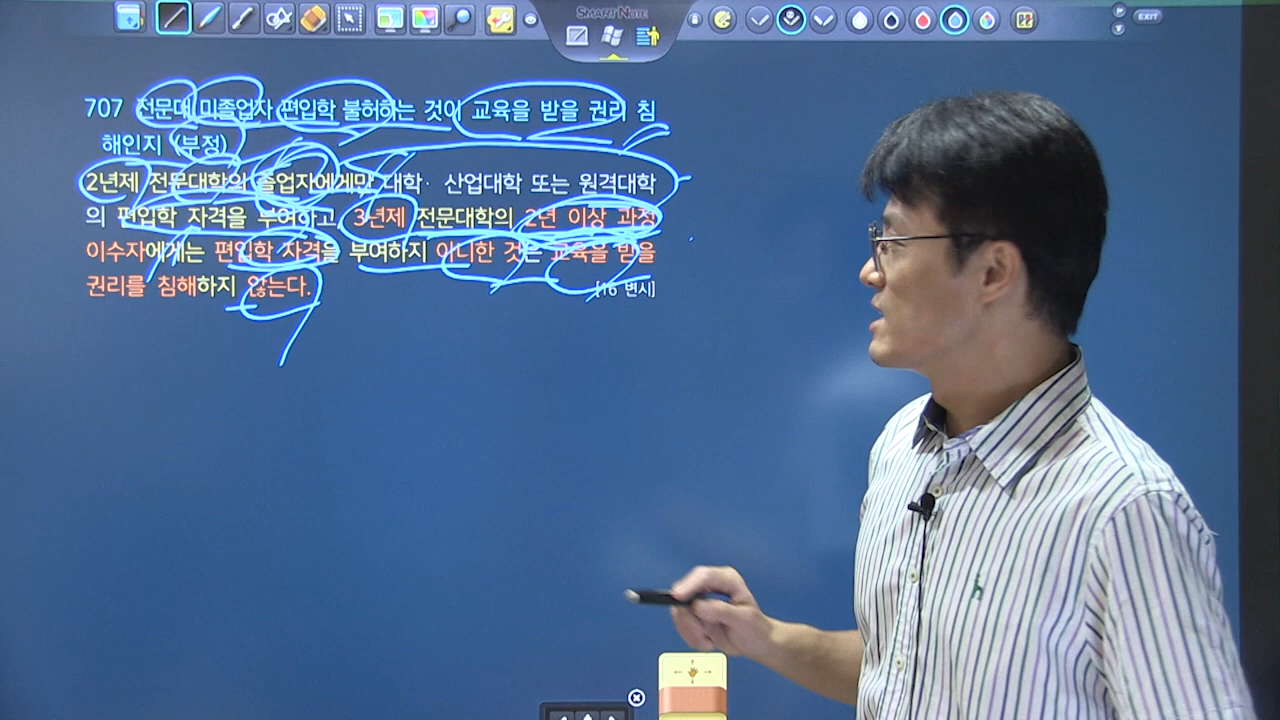 SMARTNOTE
EXIT
707 전문대 미졸업자 편입학 불허하는 것이 교육을 받을 권리 침
해인지 (부정)
2년제 전문대학의 졸업자에게만 대학· 산업대학 또는 원격대학
의 편입학 자격을 부여하고, 3년제 전문대학의 2년 이상 과정
이수자에게는 편입학 자격을 부여하지 아니한 것은 교육을 받을
권리를 침해하지 않는다.
[16 변시]